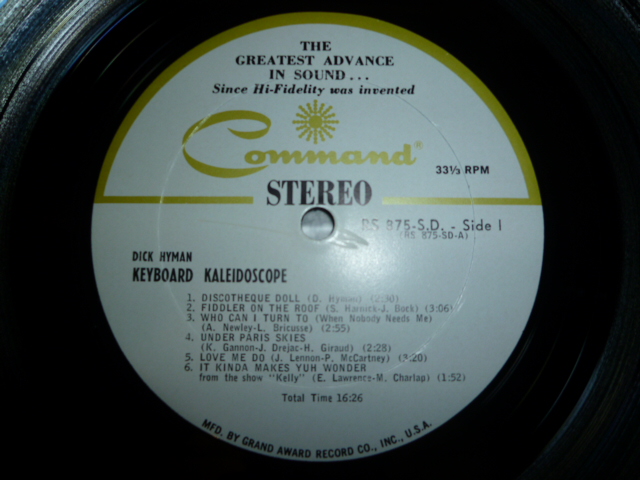 THE
GREATEST ADVANCE
IN SOUND...
Since Hi-Fidelity was invented
Command®
33⅓ RPM
STEREO
RS 875-S.D. - Side 1
(RS 875-SD-A)
DICK HYMAN
KEYBOARD KALEIDOSCOPE
1. DISCOTHEQUE DOLL (D. Hyman)
2. FIDDLER ON THE ROOF (S. Harnick-J. Bock) (3:06)
3. WHO CAN I TURN TO (When Nobody Needs Me)
(A. Newley-L. Bricusse) (2:55)
4. UNDER PARIS SKIES
(K. Gannon-J. Drejac-H. Giraud) (2:28)
5. LOVE ME DO (J. Lennon-P. McCartney) (3:20)
6. IT KINDA MAKES YUH WONDER
from the show "Kelly" (E. Lawrence-M. Charlap) (1:52)
Total Time 16:26
MFD. BY GRAND AWARD RECORD CO., INC., U.S.A.